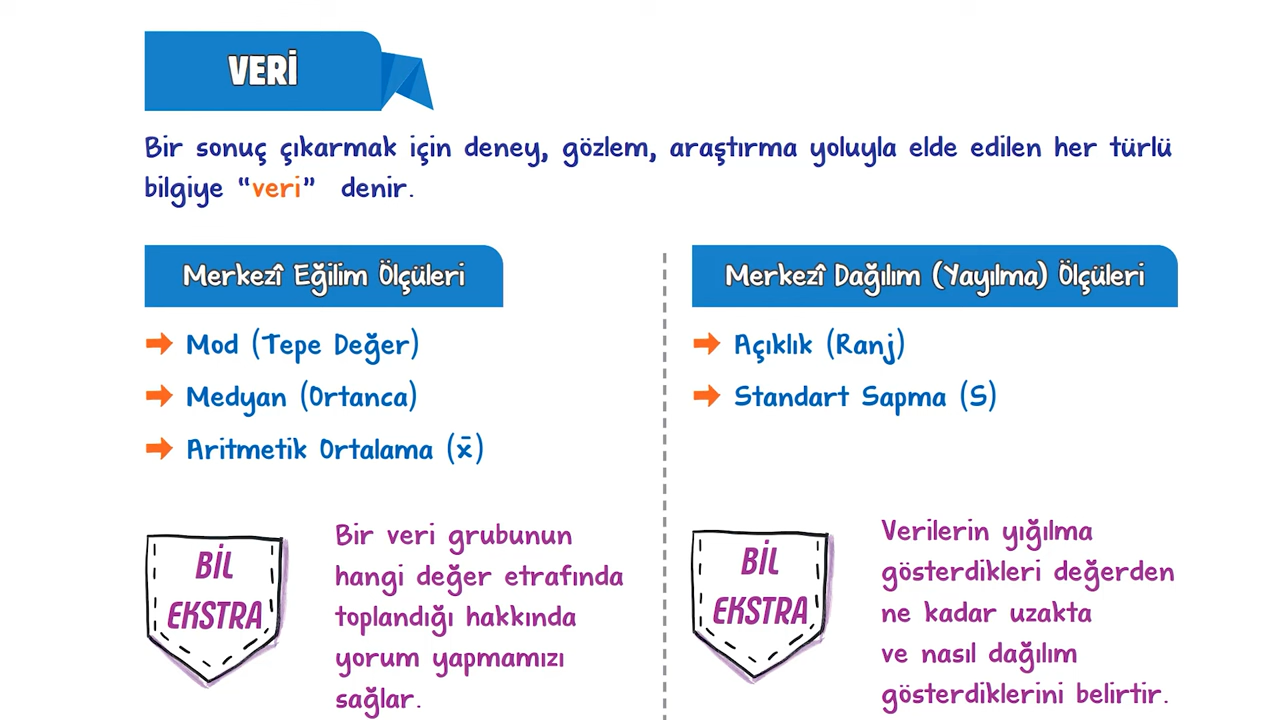 VERİ
Bir sonuç çıkarmak için deney, gözlem, araştırma yoluyla elde edilen her türlü
bilgiye “veri” denir.
Merkezî Eğilim Ölçüleri
Mod (Tepe Değer)
Medyan (Ortanca)
Aritmetik Ortalama (x̄)
BİL
EKSTRA
Bir veri grubunun
hangi değer etrafında
toplandığı hakkında
yorum yapmamızı
sağlar.
Merkezî Dağılım (Yayılma) Ölçüleri
Açıklık (Ranj)
Standart Sapma (S)
BİL
EKSTRA
Verilerin yığılma
gösterdikleri değerden
ne kadar uzakta
ve nasıl dağılım
gösterdiklerini belirtir.